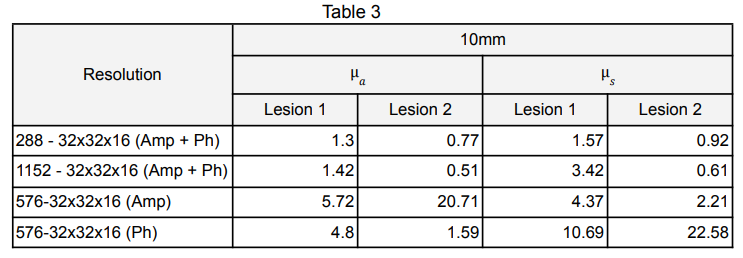 Table 3
Resolution 10mm
μa μs
Lesion 1 Lesion 2 Lesion 1 Lesion 2
288 - 32x32x16 (Amp + Ph) 1.3 0.77 1.57 0.92
1152 - 32x32x16 (Amp + Ph) 1.42 0.51 3.42 0.61
576-32x32x16 (Amp) 5.72 20.71 4.37 2.21
576-32x32x16 (Ph) 4.8 1.59 10.69 22.58